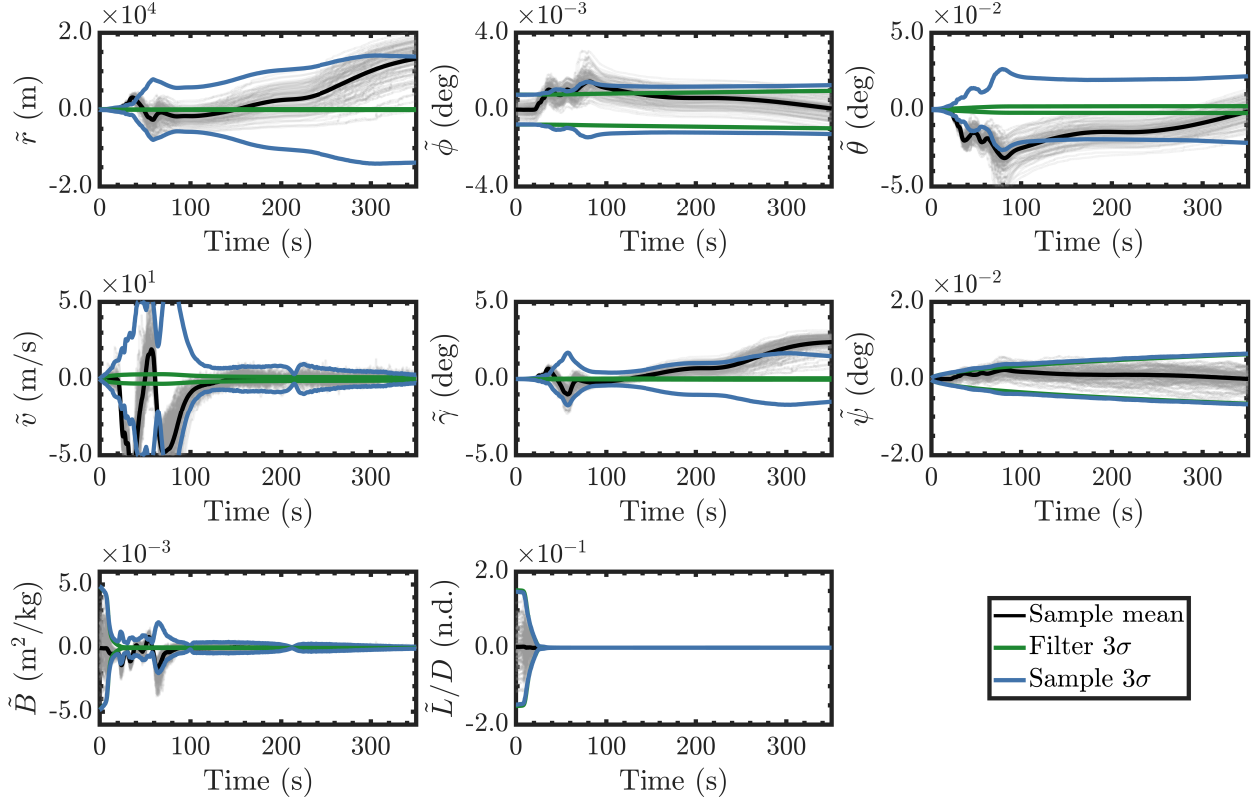 ×10⁴
2.0
0.0
-2.0
r̃ (m)
0 100 200 300
Time (s)
×10⁻³
4.0
0.0
-4.0
ϕ̃ (deg)
0 100 200 300
Time (s)
×10⁻²
5.0
0.0
-5.0
θ̃ (deg)
0 100 200 300
Time (s)
×10¹
5.0
0.0
-5.0
ṽ (m/s)
0 100 200 300
Time (s)
5.0
0.0
-5.0
γ̃ (deg)
0 100 200 300
Time (s)
×10⁻²
2.0
0.0
-2.0
ψ̃ (deg)
0 100 200 300
Time (s)
×10⁻³
5.0
0.0
-5.0
B̃ (m²/kg)
0 100 200 300
Time (s)
×10⁻¹
2.0
0.0
-2.0
L̃/D (n.d.)
0 100 200 300
Time (s)
Sample mean
Filter 3σ
Sample 3σ